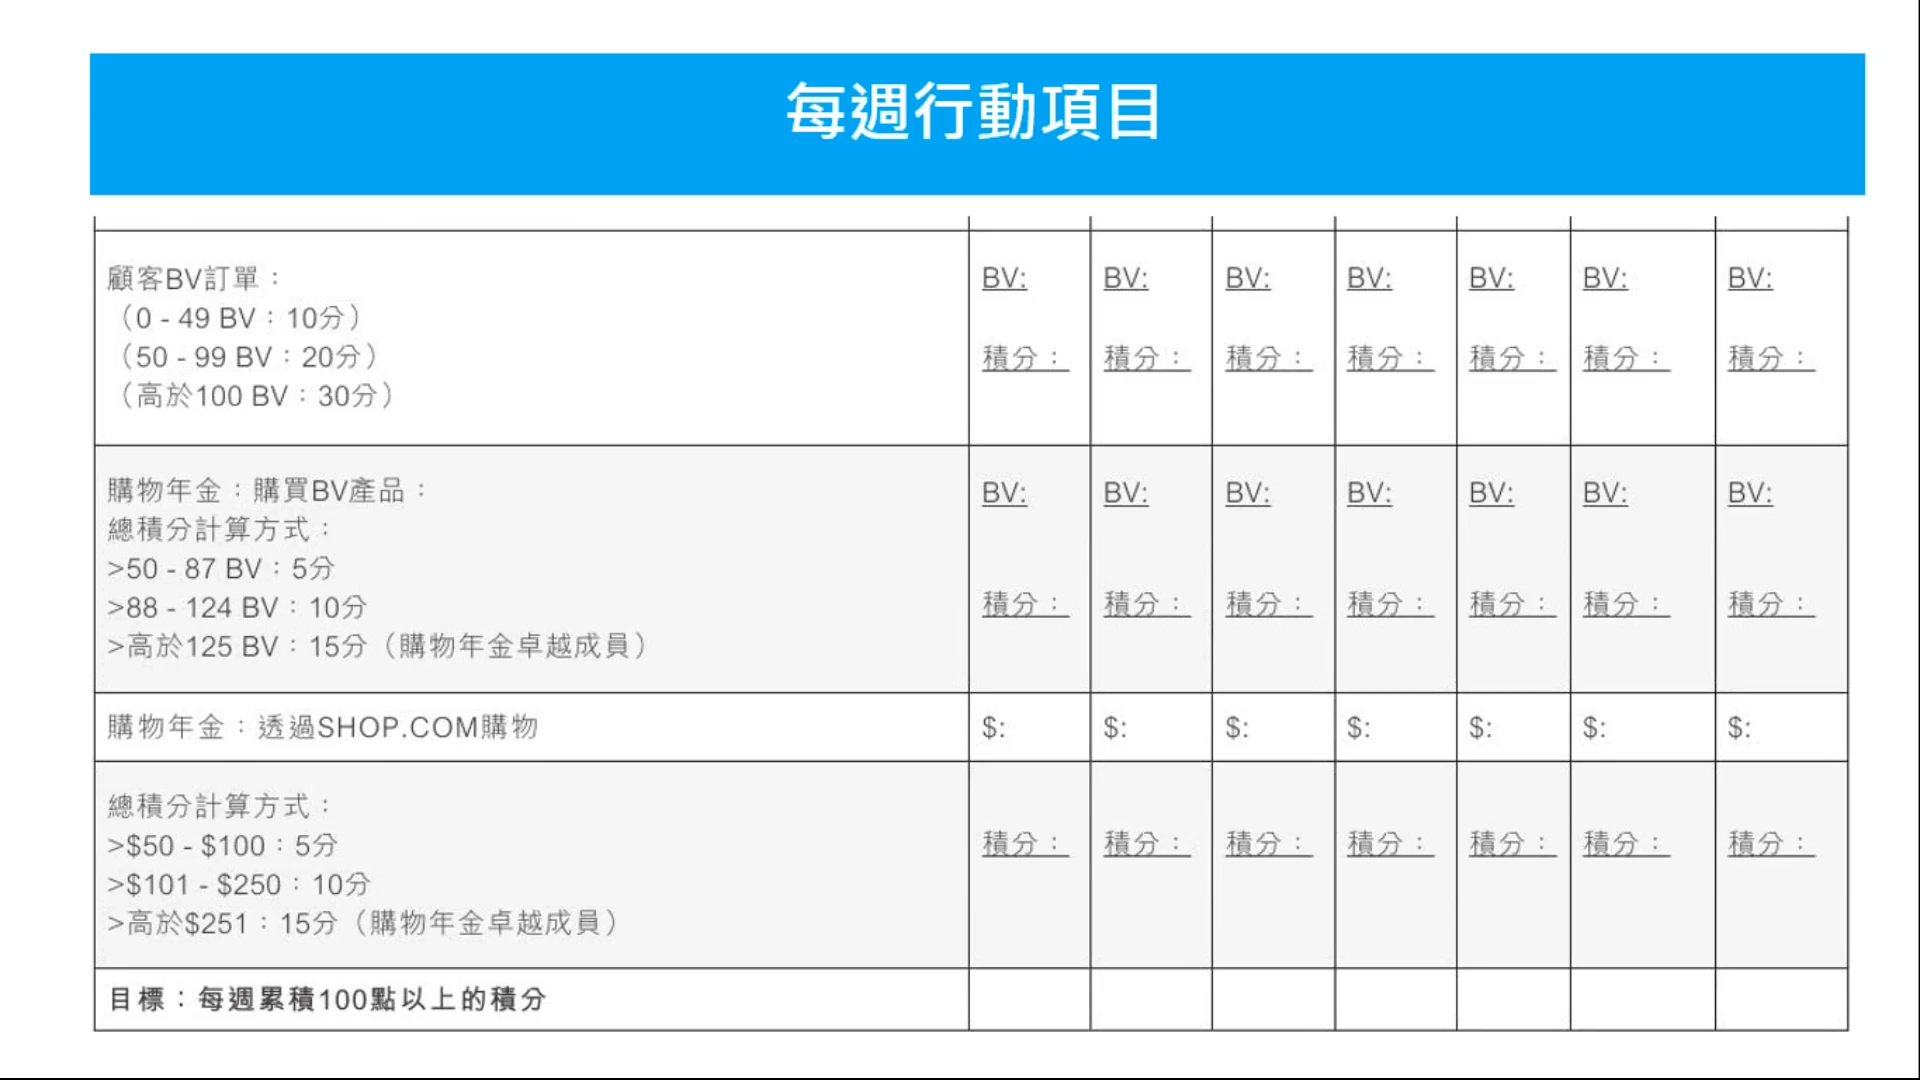 每週行動項目
顧客BV訂單：
（0 - 49 BV：10分）
（50 - 99 BV：20分）
（高於100 BV：30分）
BV: BV: BV: BV: BV: BV: BV:
積分： 積分： 積分： 積分： 積分： 積分： 積分：
購物年金：購買BV產品：
總積分計算方式：
>50 - 87 BV：5分
>88 - 124 BV：10分
>高於125 BV：15分（購物年金卓越成員）
BV: BV: BV: BV: BV: BV: BV:
積分： 積分： 積分： 積分： 積分： 積分： 積分：
購物年金：透過SHOP.COM購物 $: $: $: $: $: $: $:
總積分計算方式：
>$50 - $100：5分
>$101 - $250：10分
>高於$251：15分（購物年金卓越成員）
積分： 積分： 積分： 積分： 積分： 積分： 積分：
目標：每週累積100點以上的積分